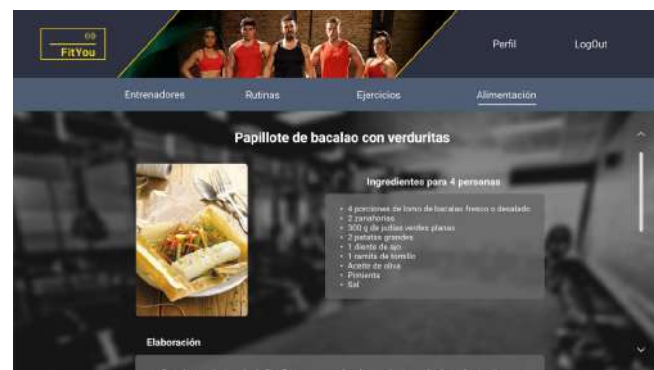 FitYou
Perfil
LogOut
Entrenadores
Rutinas
Ejercicios
Alimentación
Papillote de bacalao con verduritas
Ingredientes para 4 personas
• 4 porciones de lomo de bacalao fresco o desalado
• 2 zanahorias
• 300 g de judías verdes planas
• 2 patatas grandes
• 1 diente de ajo
• 1 ramita de tomillo
• Aceite de oliva
• Pimienta
• Sal
Elaboración